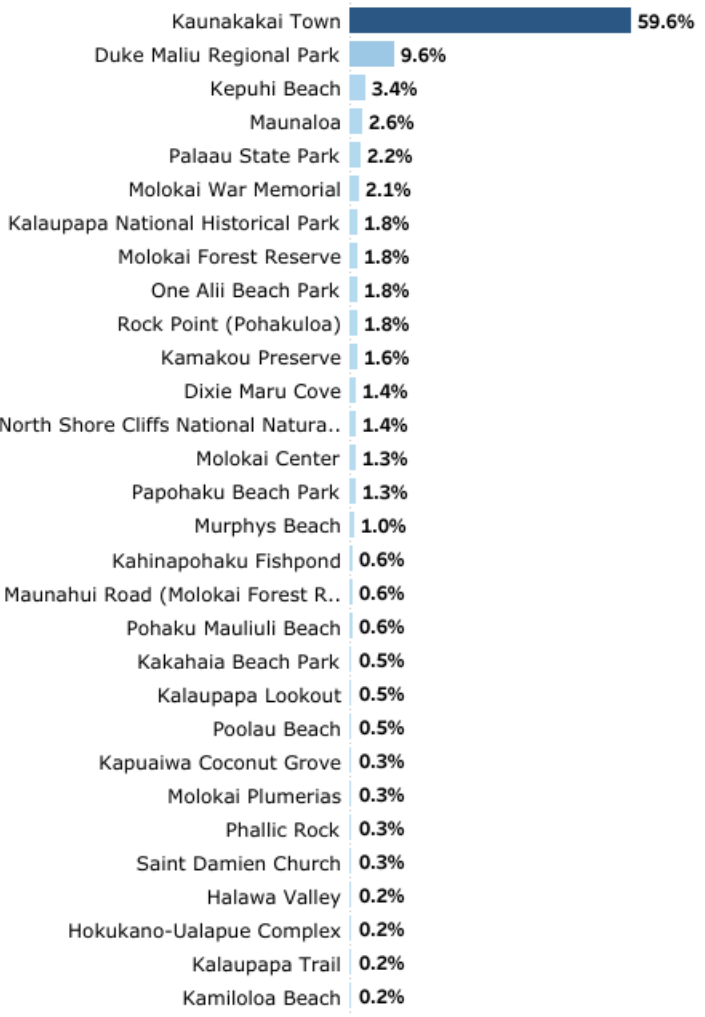 Kaunakakai Town 59.6%
Duke Maliu Regional Park 9.6%
Kepuhi Beach 3.4%
Maunaloa 2.6%
Palaau State Park 2.2%
Molokai War Memorial 2.1%
Kalaupapa National Historical Park 1.8%
Molokai Forest Reserve 1.8%
One Alii Beach Park 1.8%
Rock Point (Pohakuloa) 1.8%
Kamakou Preserve 1.6%
Dixie Maru Cove 1.4%
North Shore Cliffs National Natura.. 1.4%
Molokai Center 1.3%
Papohaku Beach Park 1.3%
Murphys Beach 1.0%
Kahinapohaku Fishpond 0.6%
Maunahui Road (Molokai Forest R.. 0.6%
Pohaku Mauliuli Beach 0.6%
Kakahaia Beach Park 0.5%
Kalaupapa Lookout 0.5%
Poolau Beach 0.5%
Kapuaiwa Coconut Grove 0.3%
Molokai Plumerias 0.3%
Phallic Rock 0.3%
Saint Damien Church 0.3%
Halawa Valley 0.2%
Hokukano-Ualapue Complex 0.2%
Kalaupapa Trail 0.2%
Kamiloloa Beach 0.2%